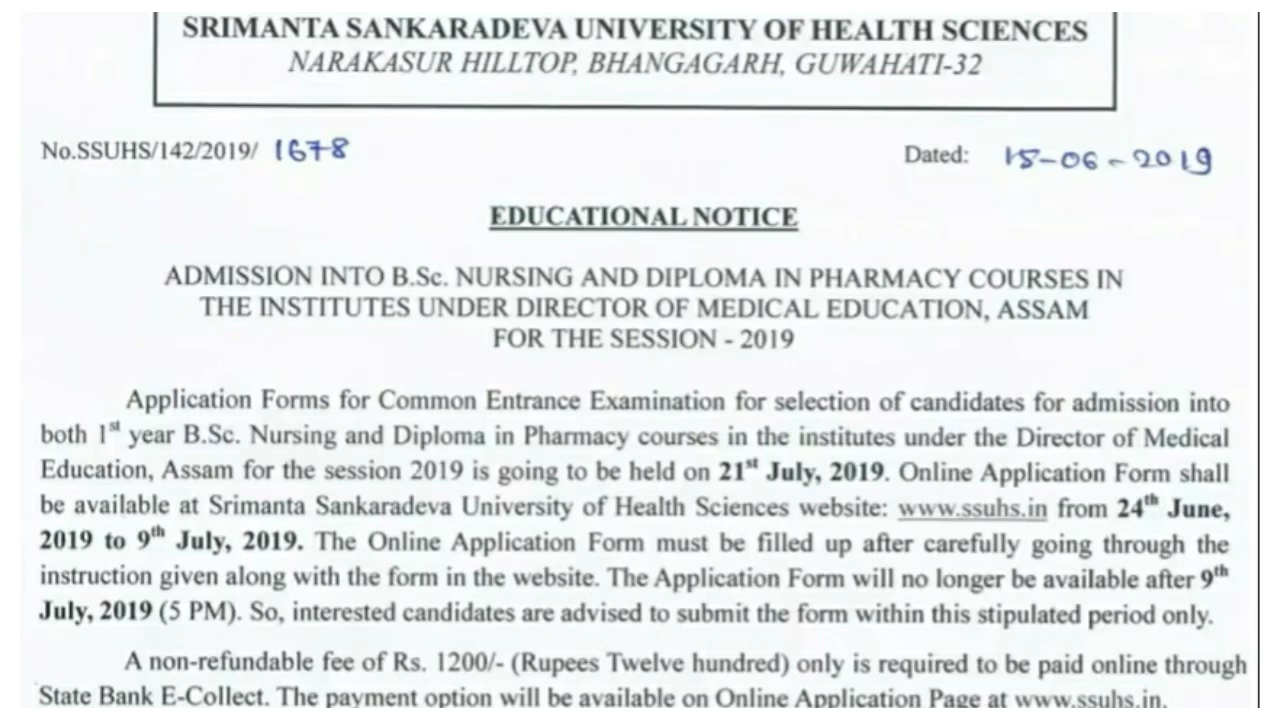 SRIMANTA SANKARADEVA UNIVERSITY OF HEALTH SCIENCES
NARAKASUR HILLTOP, BHANGAGARH, GUWAHATI-32
No.SSUHS/142/2019/ 1678
Dated: 15-06-2019
EDUCATIONAL NOTICE
ADMISSION INTO B.Sc. NURSING AND DIPLOMA IN PHARMACY COURSES IN
THE INSTITUTES UNDER DIRECTOR OF MEDICAL EDUCATION, ASSAM
FOR THE SESSION - 2019
Application Forms for Common Entrance Examination for selection of candidates for admission into
both 1st year B.Sc. Nursing and Diploma in Pharmacy courses in the institutes under the Director of Medical
Education, Assam for the session 2019 is going to be held on 21st July, 2019. Online Application Form shall
be available at Srimanta Sankaradeva University of Health Sciences website: www.ssuhs.in from 24th June,
2019 to 9th July, 2019. The Online Application Form must be filled up after carefully going through the
instruction given along with the form in the website. The Application Form will no longer be available after 9th
July, 2019 (5 PM). So, interested candidates are advised to submit the form within this stipulated period only.
A non-refundable fee of Rs. 1200/- (Rupees Twelve hundred) only is required to be paid online through
State Bank E-Collect. The payment option will be available on Online Application Page at www.ssuhs.in.